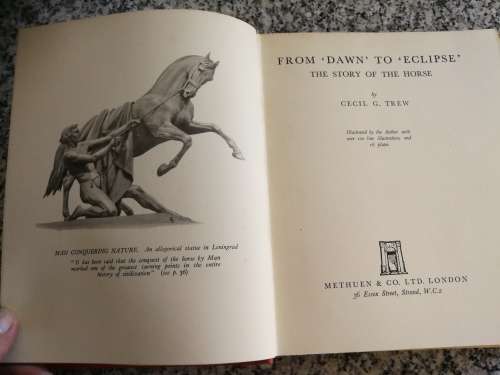 MAN CONQUERING NATURE. An allegorical statue in Leningrad
"It has been said that the conquest of the horse by Man
marked one of the greatest turning points in the entire
history of civilization" (see p. 36)
FROM 'DAWN' TO 'ECLIPSE'
THE STORY OF THE HORSE
by
CECIL G. TREW
Illustrated by the Author with
over 100 line illustrations and
16 plates
METHUEN & CO. LTD. LONDON
36 Essex Street, Strand, W.C.2